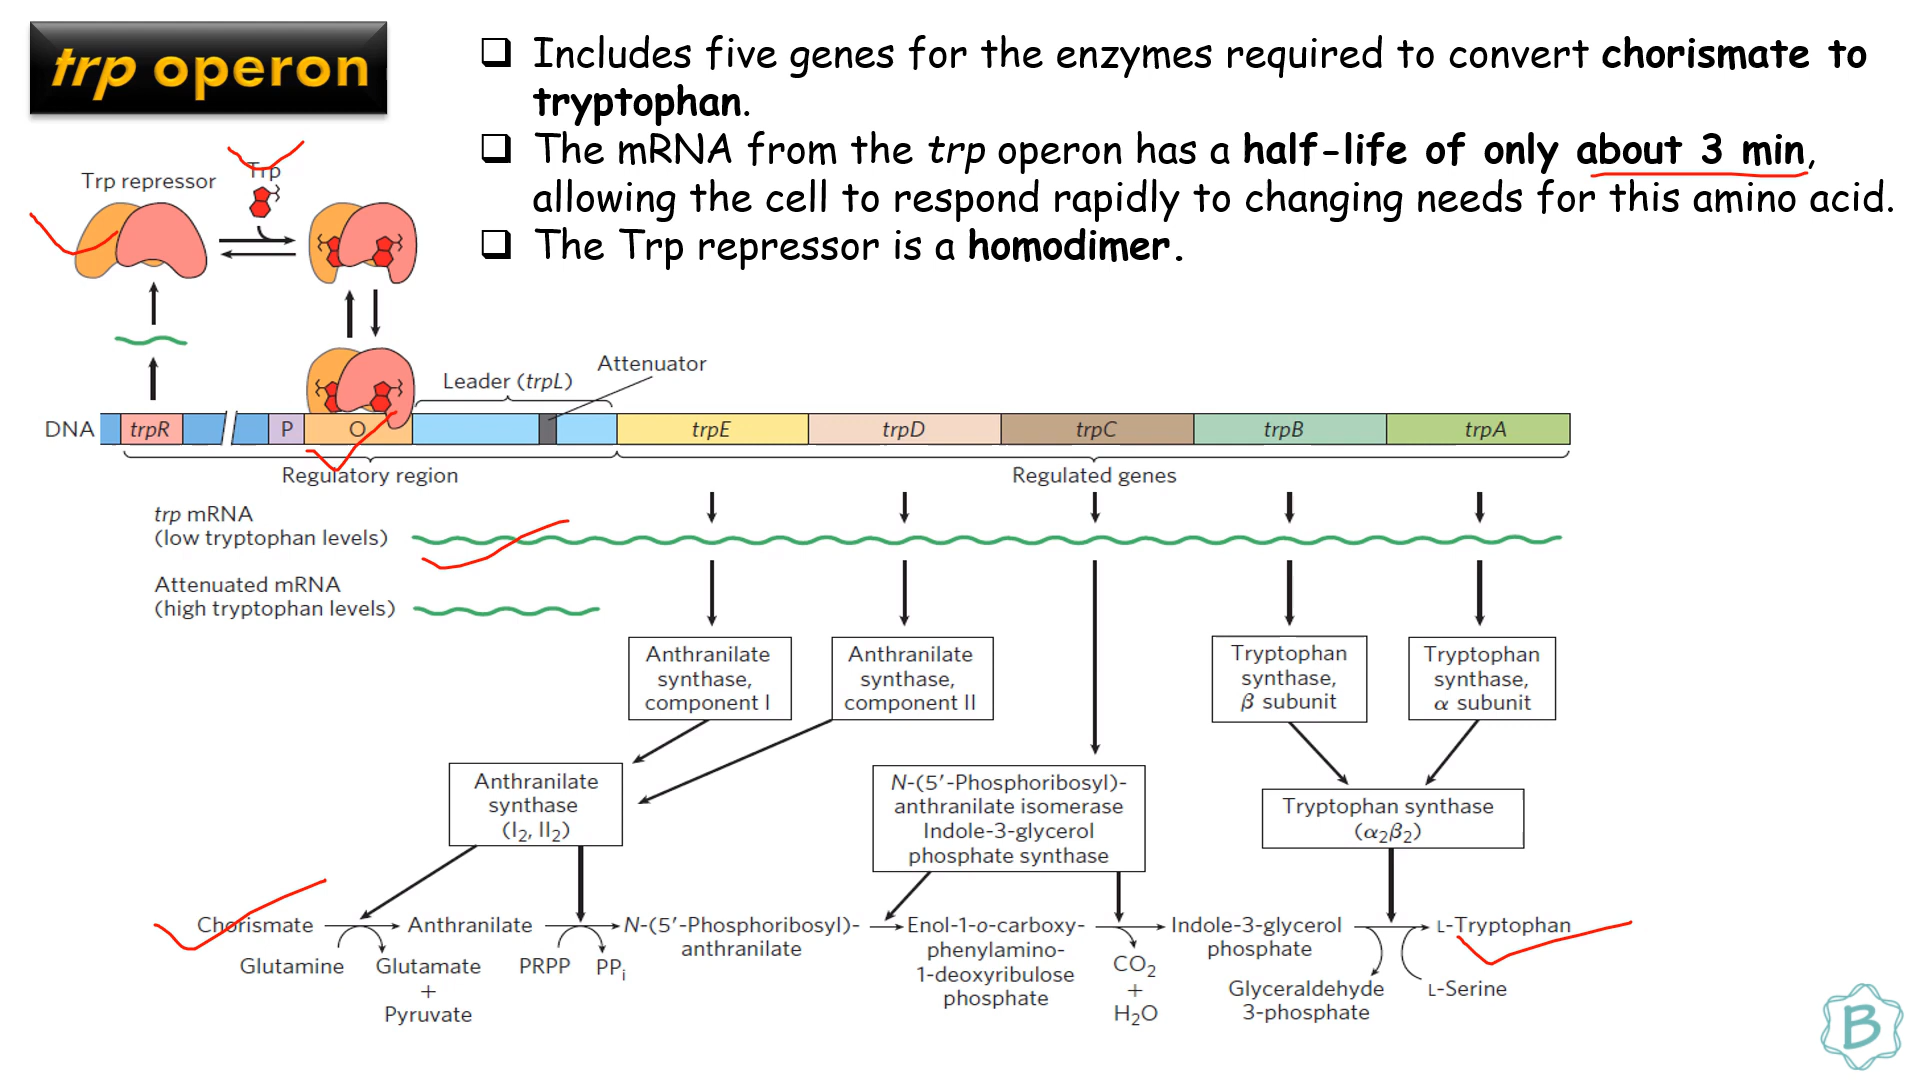 trp operon
❑ Includes five genes for the enzymes required to convert chorismate to
tryptophan.
❑ The mRNA from the trp operon has a half-life of only about 3 min,
allowing the cell to respond rapidly to changing needs for this amino acid.
❑ The Trp repressor is a homodimer.
Trp repressor
Trp
Leader (trpL)
Attenuator
DNA
trpR
P
O
trpE
trpD
trpC
trpB
trpA
Regulatory region
Regulated genes
trp mRNA
(low tryptophan levels)
Attenuated mRNA
(high tryptophan levels)
Anthranilate
synthase,
component I
Anthranilate
synthase,
component II
Tryptophan
synthase,
β subunit
Tryptophan
synthase,
α subunit
Anthranilate
synthase
(I₂, II₂)
N-(5′-Phosphoribosyl)-
anthranilate isomerase
Indole-3-glycerol
phosphate synthase
Tryptophan synthase
(α₂β₂)
Chorismate
Anthranilate
N-(5′-Phosphoribosyl)-
anthranilate
Enol-1-o-carboxy-
phenylamino-
1-deoxyribulose
phosphate
Indole-3-glycerol
phosphate
L-Tryptophan
Glutamine
Glutamate
+
Pyruvate
PRPP
PPᵢ
CO₂
+
H₂O
Glyceraldehyde
3-phosphate
L-Serine
B